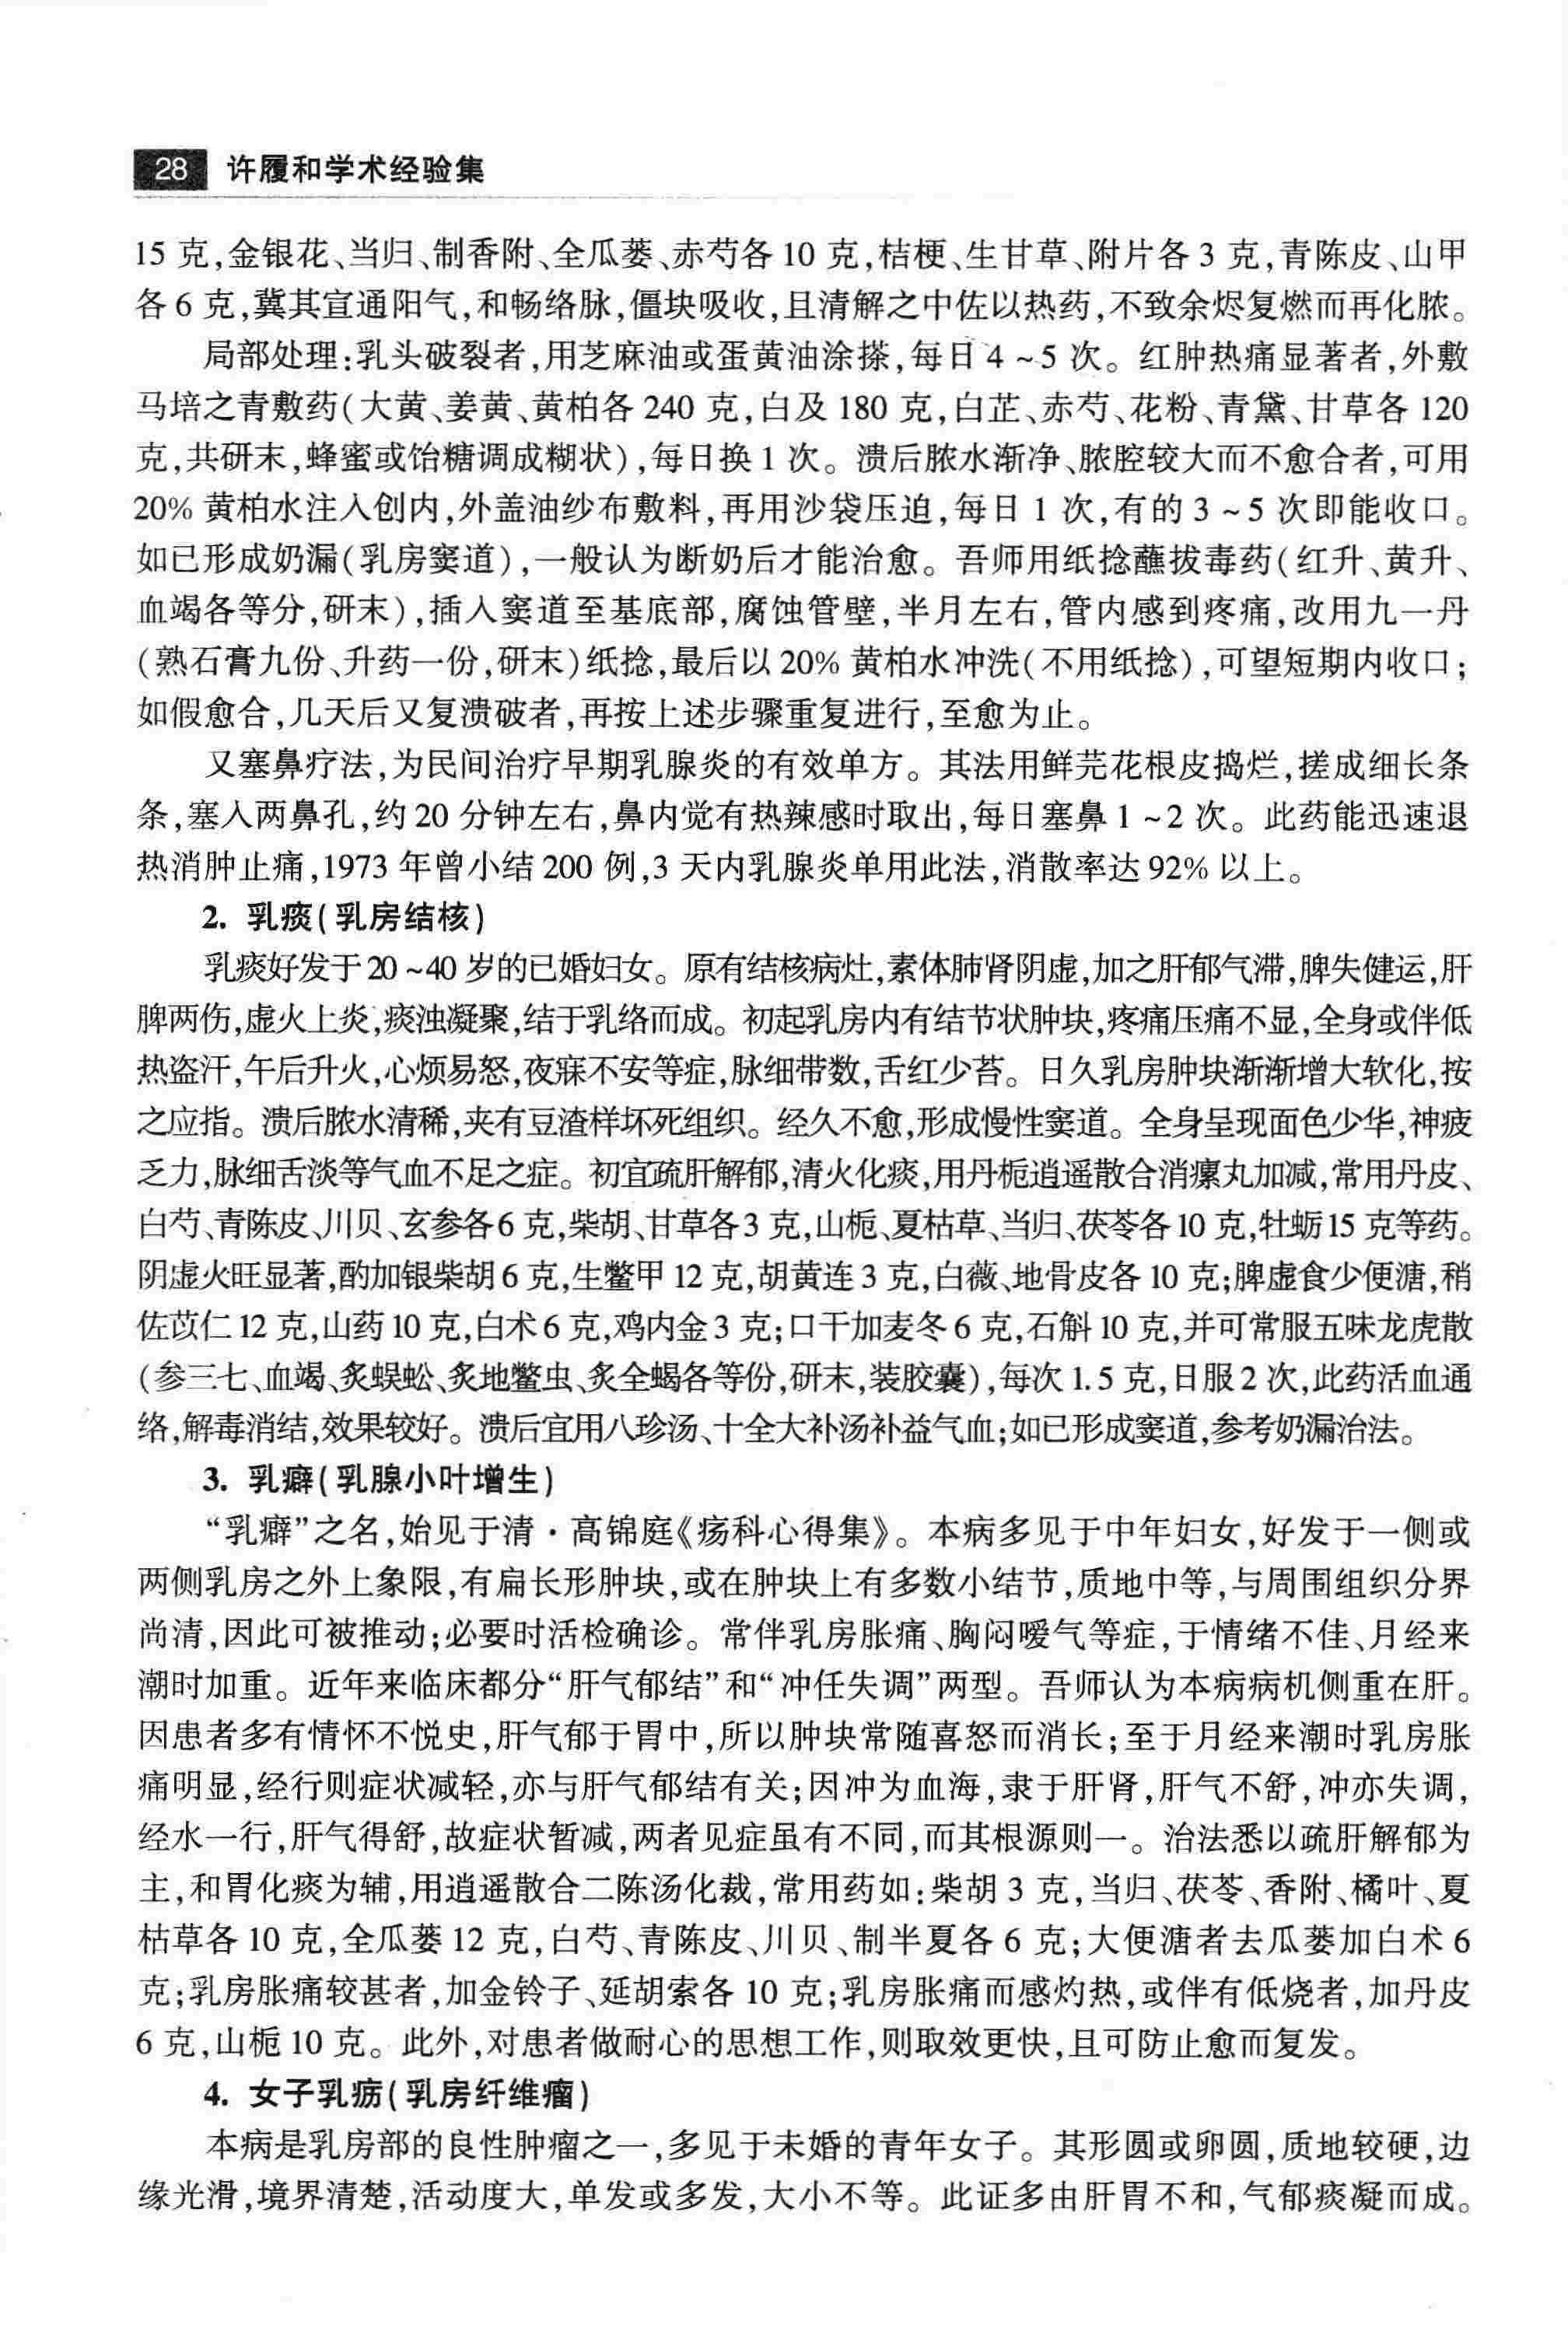 28 许履和学术经验集
15 克,金银花、当归、制香附、全瓜蒌、赤芍各 10 克,桔梗、生甘草、附片各 3 克,青陈皮、山甲
各 6 克,冀其宣通阳气,和畅络脉,僵块吸收,且清解之中佐以热药,不致余烬复燃而再化脓。
局部处理:乳头破裂者,用芝麻油或蛋黄油涂搽,每日 4 ~5 次。红肿热痛显著者,外敷
马培之青敷药(大黄、姜黄、黄柏各 240 克,白及 180 克,白芷、赤芍、花粉、青黛、甘草各 120
克,共研末,蜂蜜或饴糖调成糊状),每日换 1 次。溃后脓水渐净、脓腔较大而不愈合者,可用
20% 黄柏水注入创内,外盖油纱布敷料,再用沙袋压迫,每日 1 次,有的 3 ~5 次即能收口。
如已形成奶漏(乳房窦道),一般认为断奶后才能治愈。吾师用纸捻蘸拔毒药(红升、黄升、
血竭各等分,研末),插入窦道至基底部,腐蚀管壁,半月左右,管内感到疼痛,改用九一丹
(熟石膏九份、升药一份,研末)纸捻,最后以 20% 黄柏水冲洗(不用纸捻),可望短期内收口;
如假愈合,几天后又复溃破者,再按上述步骤重复进行,至愈为止。
又塞鼻疗法,为民间治疗早期乳腺炎的有效单方。其法用鲜芫花根皮捣烂,搓成细长条
条,塞入两鼻孔,约 20 分钟左右,鼻内觉有热辣感时取出,每日塞鼻 1 ~2 次。此药能迅速退
热消肿止痛,1973 年曾小结 200 例,3 天内乳腺炎单用此法,消散率达 92% 以上。
2. 乳痰(乳房结核)
乳痰好发于 20 ~40 岁的已婚妇女。原有结核病灶,素体肺肾阴虚,加之肝郁气滞,脾失健运,肝
脾两伤,虚火上炎,痰浊凝聚,结于乳络而成。初起乳房内有结节状肿块,疼痛压痛不显,全身或伴低
热盗汗,午后升火,心烦易怒,夜寐不安等症,脉细带数,舌红少苔。日久乳房肿块渐渐增大软化,按
之应指。溃后脓水清稀,夹有豆渣样坏死组织。经久不愈,形成慢性窦道。全身呈现面色少华,神疲
乏力,脉细舌淡等气血不足之症。初宜疏肝解郁,清火化痰,用丹栀逍遥散合消瘰丸加减,常用丹皮、
白芍、青陈皮、川贝、玄参各 6 克,柴胡、甘草各 3 克,山栀、夏枯草、当归、茯苓各 10 克,牡蛎 15 克等药。
阴虚火旺显著,酌加银柴胡 6 克,生鳖甲 12 克,胡黄连 3 克,白薇、地骨皮各 10 克;脾虚食少便溏,稍
佐苡仁 12 克,山药 10 克,白术 6 克,鸡内金 3 克;口干加麦冬 6 克,石斛 10 克,并可常服五味龙虎散
(参三七、血竭、炙蜈蚣、炙地鳖虫、炙全蝎各等份,研末,装胶囊),每次 1.5 克,日服 2 次,此药活血通
络,解毒消结,效果较好。溃后宜用八珍汤、十全大补汤补益气血;如已形成窦道,参考奶漏治法。
3. 乳癖(乳腺小叶增生)
“乳癖”之名,始见于清·高锦庭《疡科心得集》。本病多见于中年妇女,好发于一侧或
两侧乳房之外上象限,有扁长形肿块,或在肿块上有多数小结节,质地中等,与周围组织分界
尚清,因此可被推动;必要时活检确诊。常伴乳房胀痛、胸闷嗳气等症,于情绪不佳、月经来
潮时加重。近年来临床都分“肝气郁结”和“冲任失调”两型。吾师认为本病病机侧重在肝。
因患者多有情怀不悦史,肝气郁于胃中,所以肿块常随喜怒而消长;至于月经来潮时乳房胀
痛明显,经行则症状减轻,亦与肝气郁结有关;因冲为血海,隶于肝肾,肝气不舒,冲亦失调,
经水一行,肝气得舒,故症状暂减,两者见症虽有不同,而其根源则一。治法悉以疏肝解郁为
主,和胃化痰为辅,用逍遥散合二陈汤化裁,常用药如:柴胡 3 克,当归、茯苓、香附、橘叶、夏
枯草各 10 克,全瓜蒌 12 克,白芍、青陈皮、川贝、制半夏各 6 克;大便溏者去瓜蒌加白术 6
克;乳房胀痛较甚者,加金铃子、延胡索各 10 克;乳房胀痛而感灼热,或伴有低烧者,加丹皮
6 克,山栀 10 克。此外,对患者做耐心的思想工作,则取效更快,且可防止愈而复发。
4. 女子乳疬(乳房纤维瘤)
本病是乳房部的良性肿瘤之一,多见于未婚的青年女子。其形圆或卵圆,质地较硬,边
缘光滑,境界清楚,活动度大,单发或多发,大小不等。此证多由肝胃不和,气郁痰凝而成。